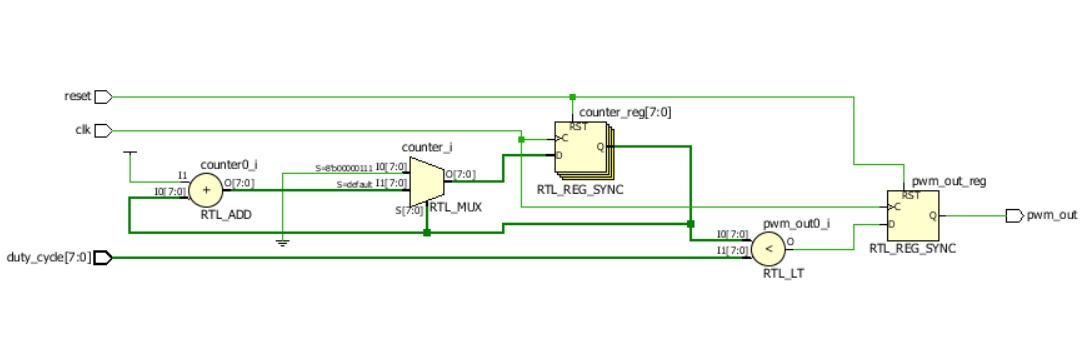 reset
counter_reg[7:0]
clk
RST
C
D
Q
RTL_REG_SYNC
counter_i
S=8'b00000111 I0[7:0]
S=default I1[7:0]
O[7:0]
S[7:0]
RTL_MUX
counter0_i
I1
I0[7:0]
+
O[7:0]
RTL_ADD
pwm_out_reg
RST
C
D
Q
RTL_REG_SYNC
pwm_out
pwm_out0_i
I0[7:0]
I1[7:0]
<
O
RTL_LT
duty_cycle[7:0]